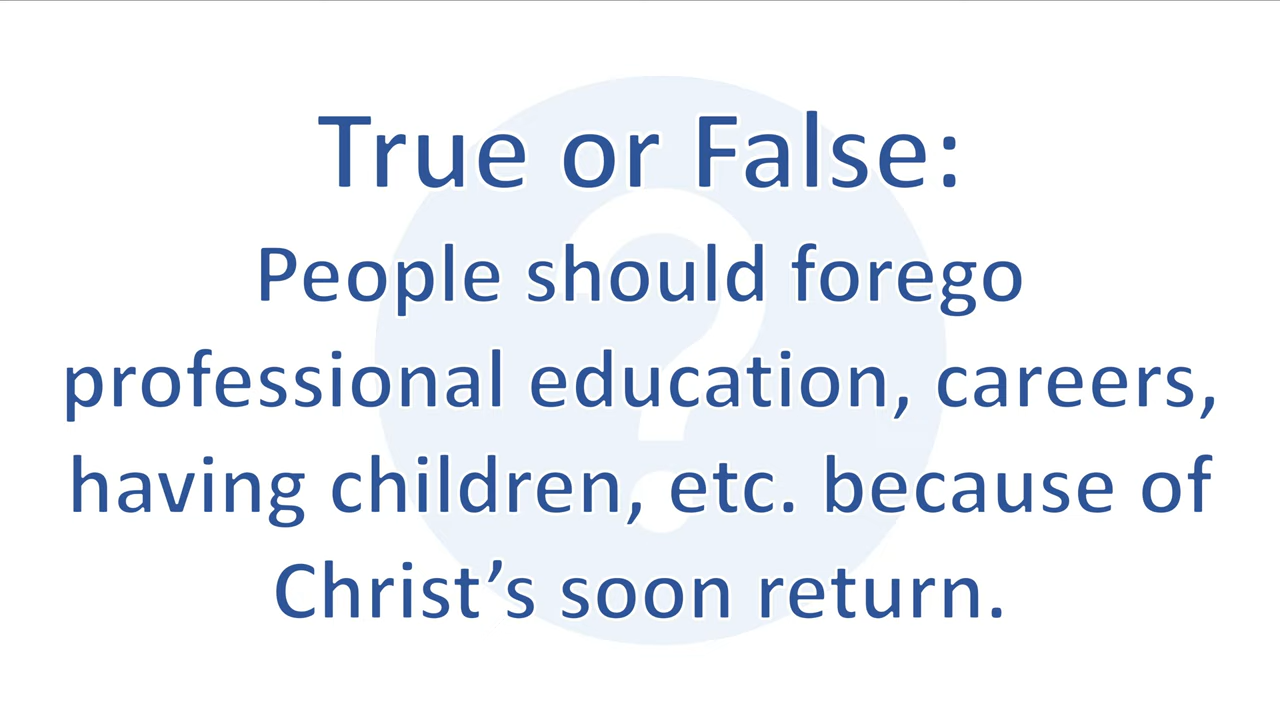 True or False:
People should forego
professional education, careers,
having children, etc. because of
Christ’s soon return.